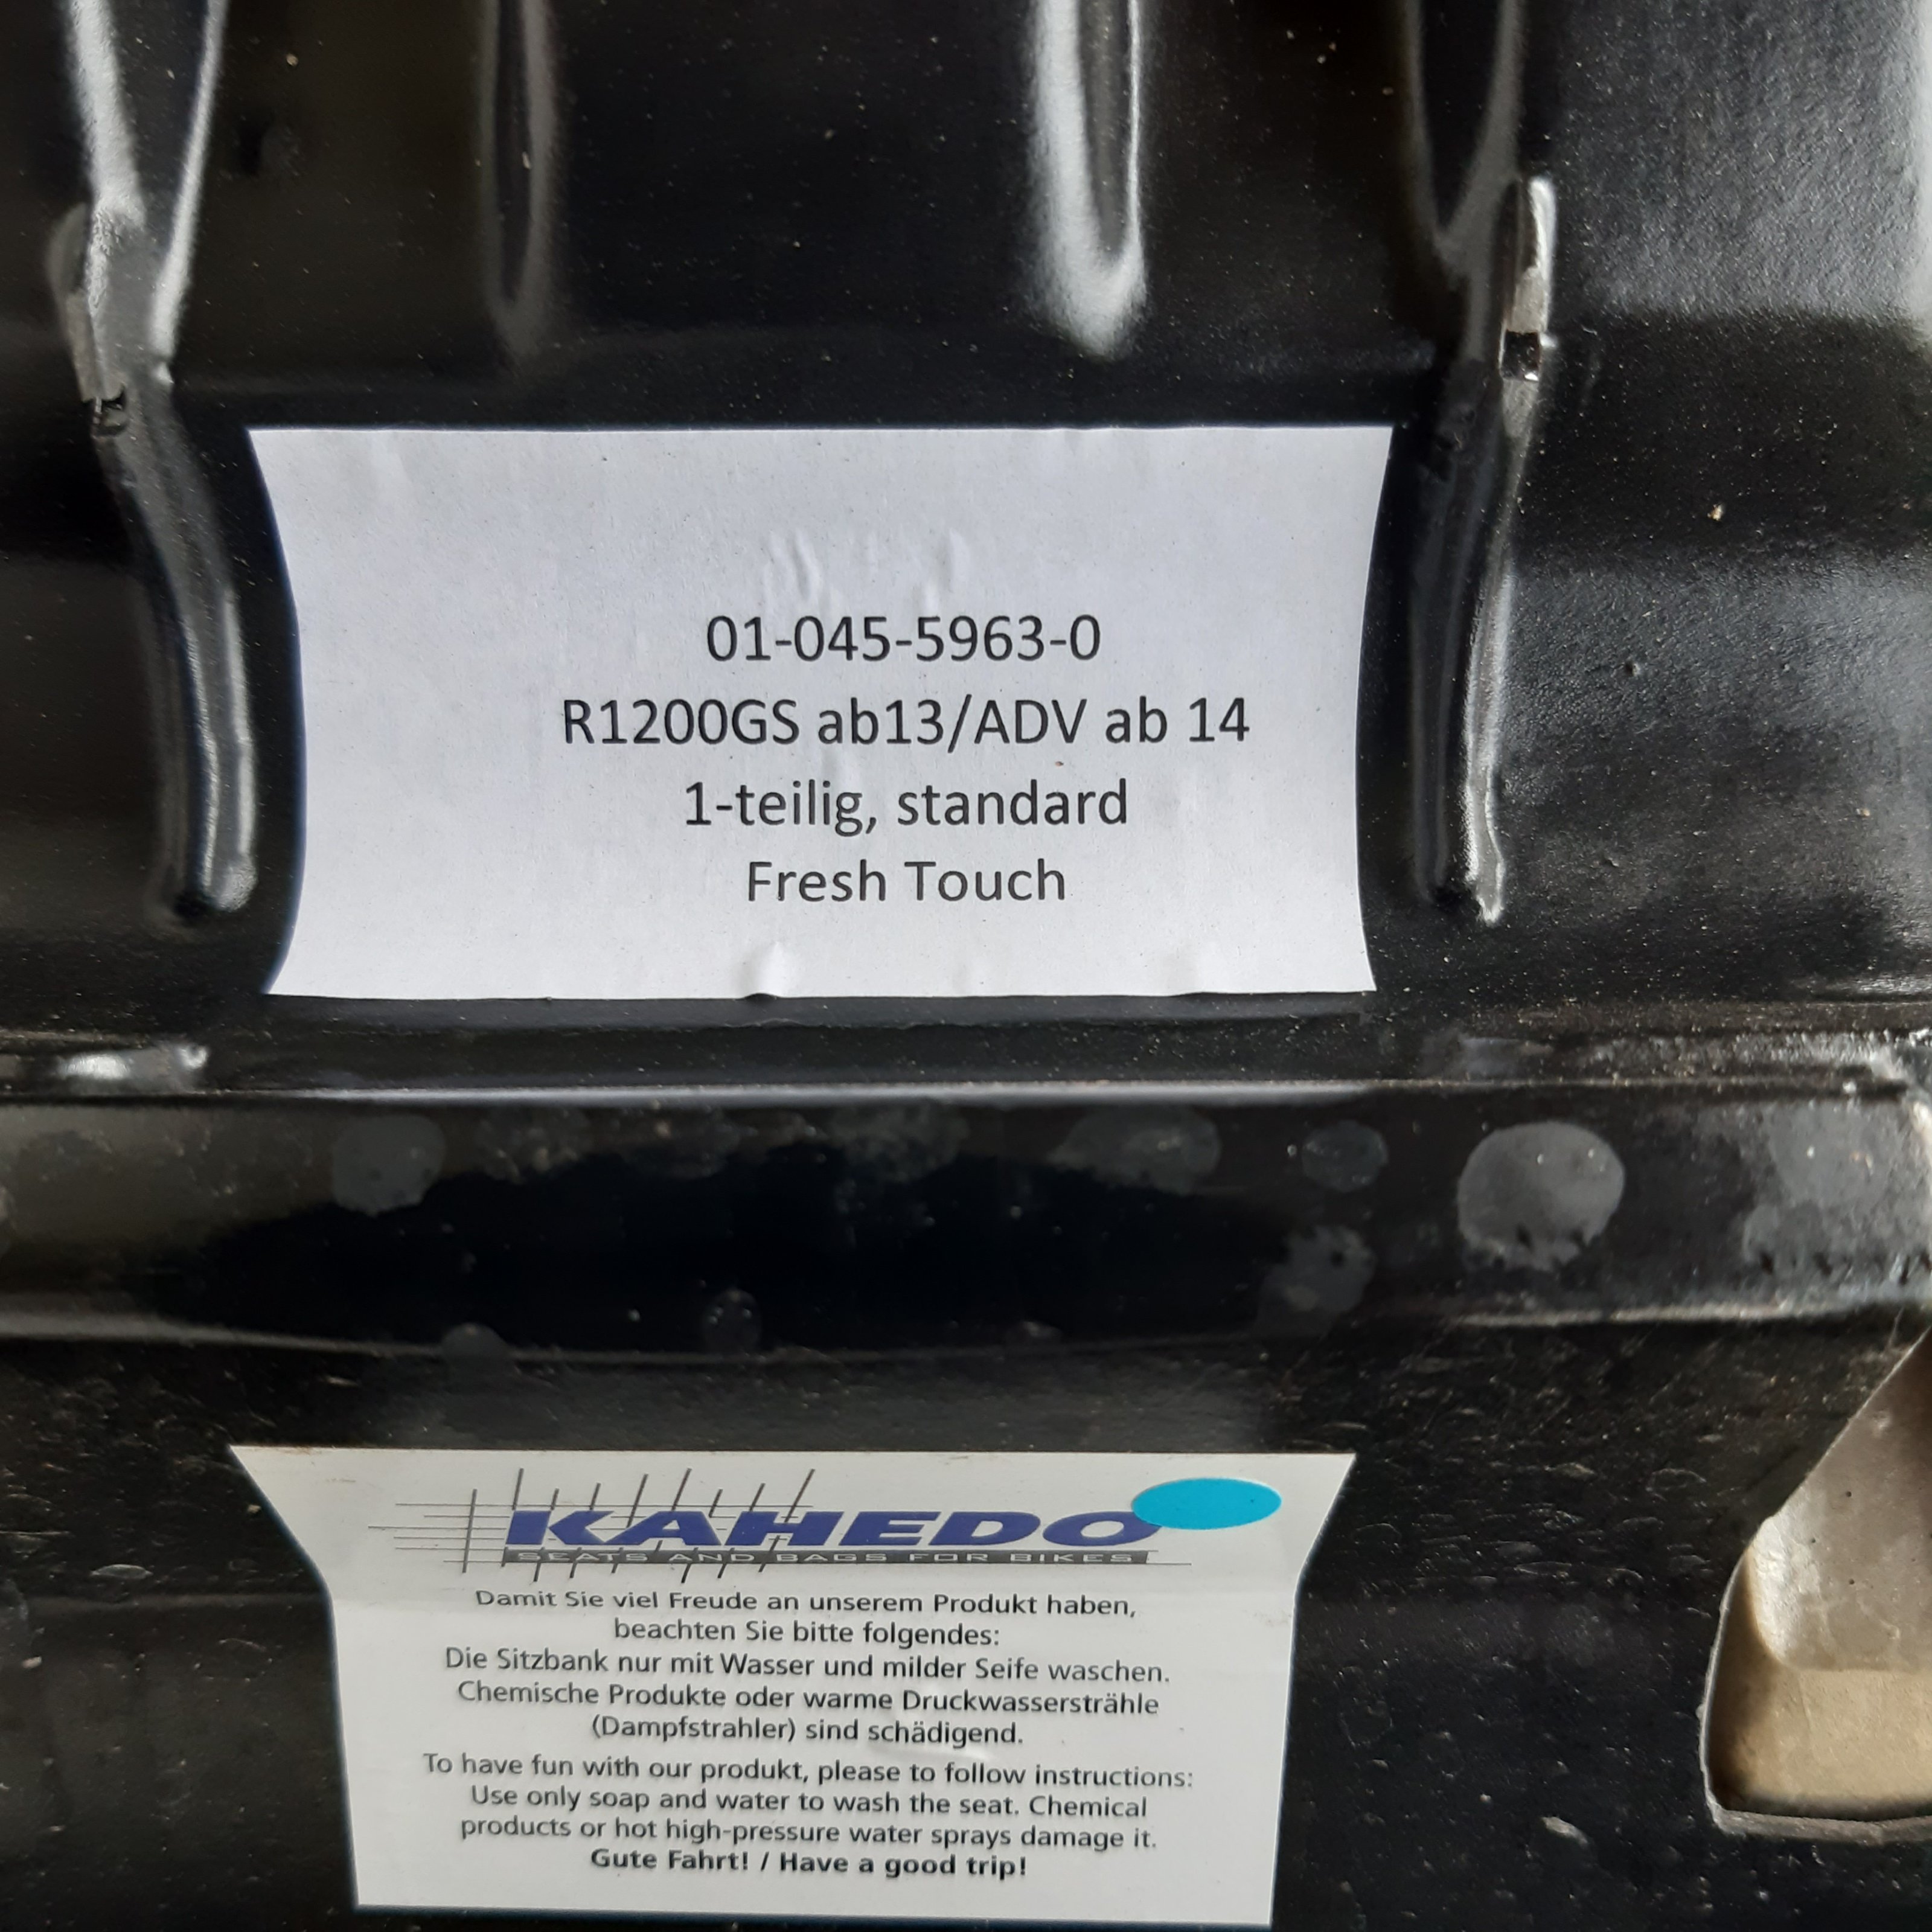 01-045-5963-0
R1200GS ab13/ADV ab 14
1-teilig, standard
Fresh Touch
KAHEDO
SEATS AND BAGS FOR BIKES
Damit Sie viel Freude an unserem Produkt haben,
beachten Sie bitte folgendes:
Die Sitzbank nur mit Wasser und milder Seife waschen.
Chemische Produkte oder warme Druckwassersträhle
(Dampfstrahler) sind schädigend.
To have fun with our produkt, please to follow instructions:
Use only soap and water to wash the seat. Chemical
products or hot high-pressure water sprays damage it.
Gute Fahrt! / Have a good trip!